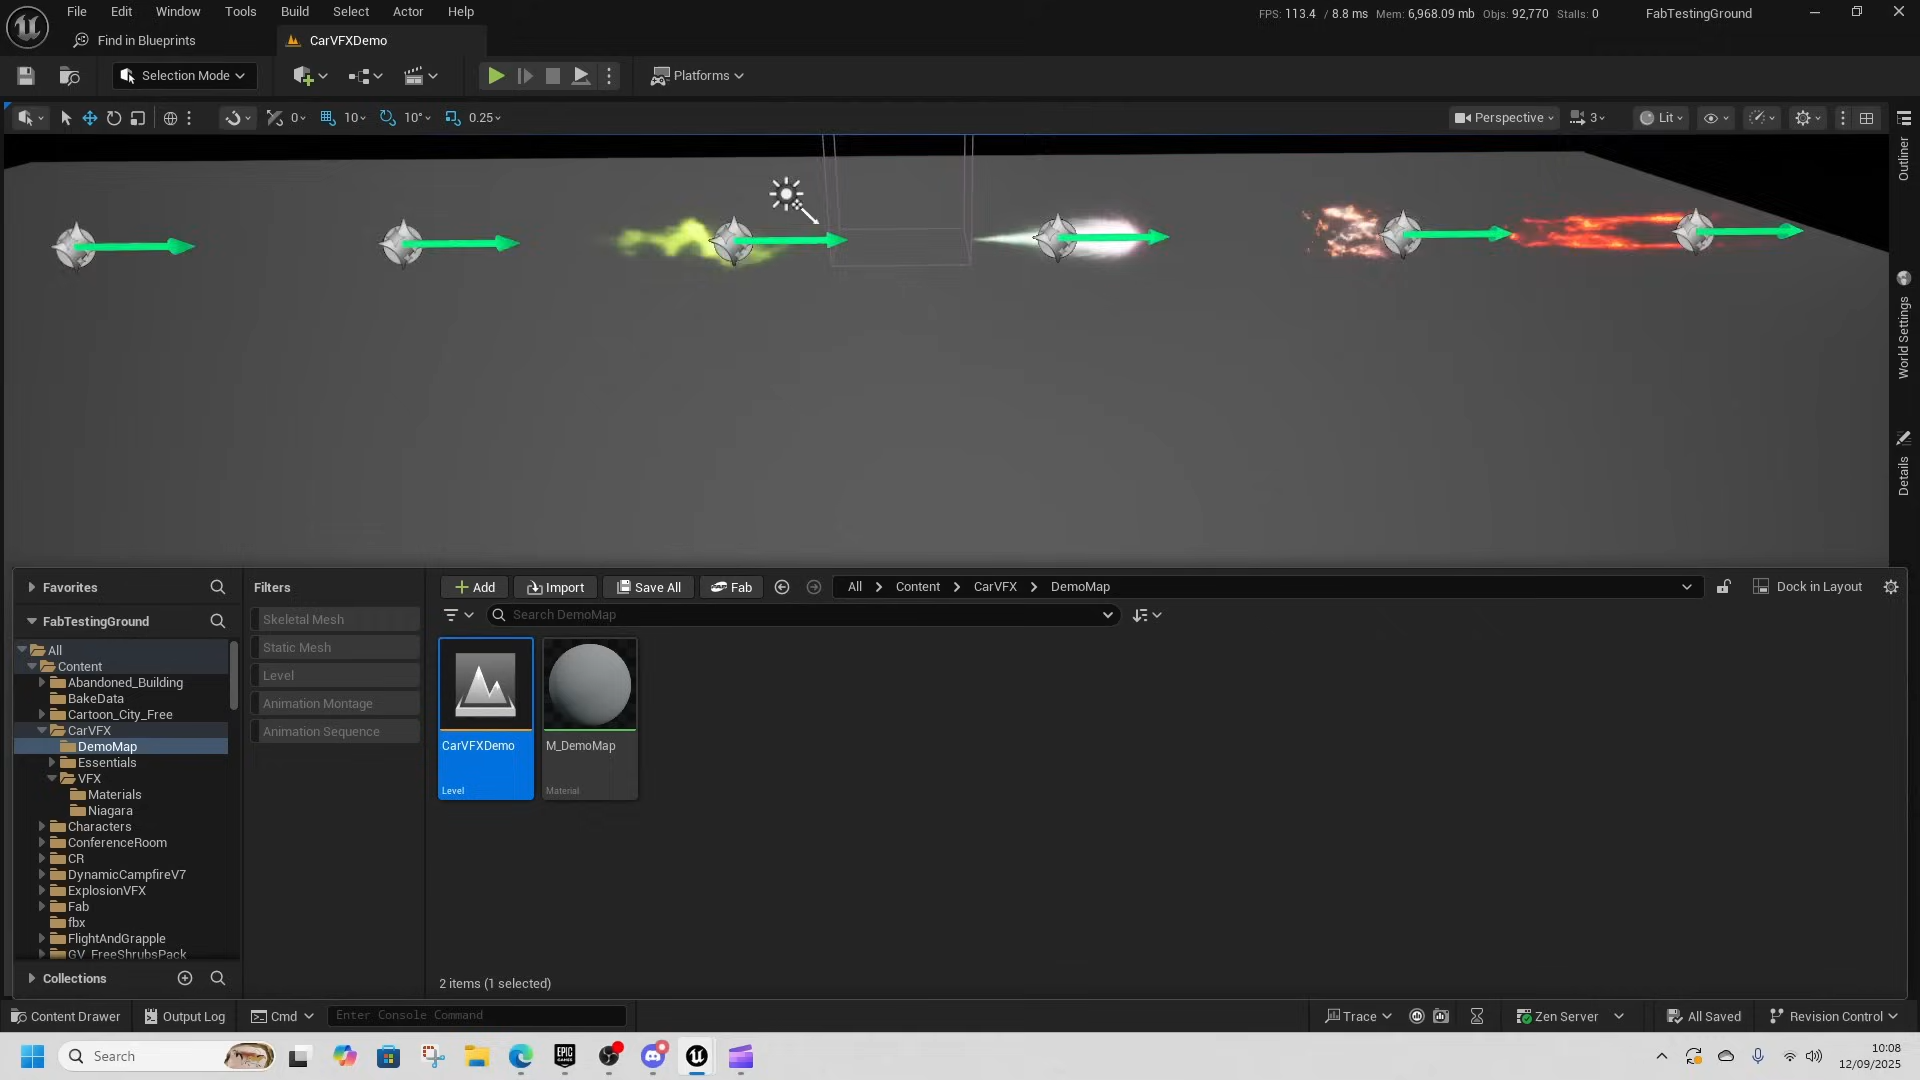 File Edit Window Tools Build Select Actor Help
FPS: 113.4 / 8.8 ms Mem: 6,968.09 mb Objs: 92,770 Stalls: 0
FabTestingGround
Find in Blueprints
CarVFXDemo
Selection Mode
Platforms
0 10 10° 0.25
Perspective
3
Lit
Outliner
World Settings
Details
Favorites
FabTestingGround
All
Content
Abandoned_Building
BakeData
Cartoon_City_Free
CarVFX
DemoMap
Essentials
VFX
Materials
Niagara
Characters
ConferenceRoom
CR
DynamicCampfireV7
ExplosionVFX
Fab
fbx
FlightAndGrapple
GV_FreeShrubsPack
Collections
Filters
Skeletal Mesh
Static Mesh
Level
Animation Montage
Animation Sequence
Add Import Save All Fab All Content CarVFX DemoMap Dock in Layout
Search DemoMap
CarVFXDemo
Level
M_DemoMap
Material
2 items (1 selected)
Content Drawer Output Log Cmd Enter Console Command Trace Zen Server All Saved Revision Control
Search
EPIC GAMES
10:08
12/09/2025